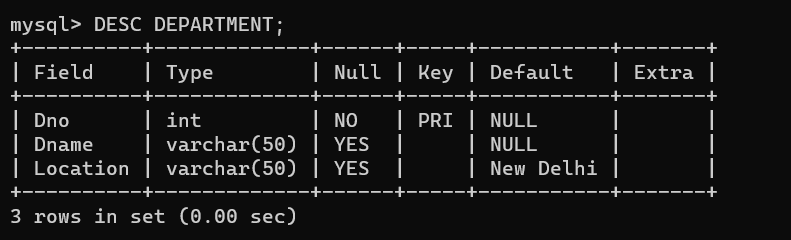 mysql> DESC DEPARTMENT;
+----------+-------------+------+-----+-----------+-------+
| Field    | Type        | Null | Key | Default   | Extra |
+----------+-------------+------+-----+-----------+-------+
| Dno      | int         | NO   | PRI | NULL      |       |
| Dname    | varchar(50) | YES  |     | NULL      |       |
| Location | varchar(50) | YES  |     | New Delhi |       |
+----------+-------------+------+-----+-----------+-------+
3 rows in set (0.00 sec)